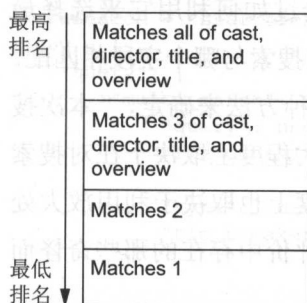 最高
排名
Matches all of cast,
director, title, and
overview
Matches 3 of cast,
director, title, and
overview
Matches 2
最低
排名
Matches 1